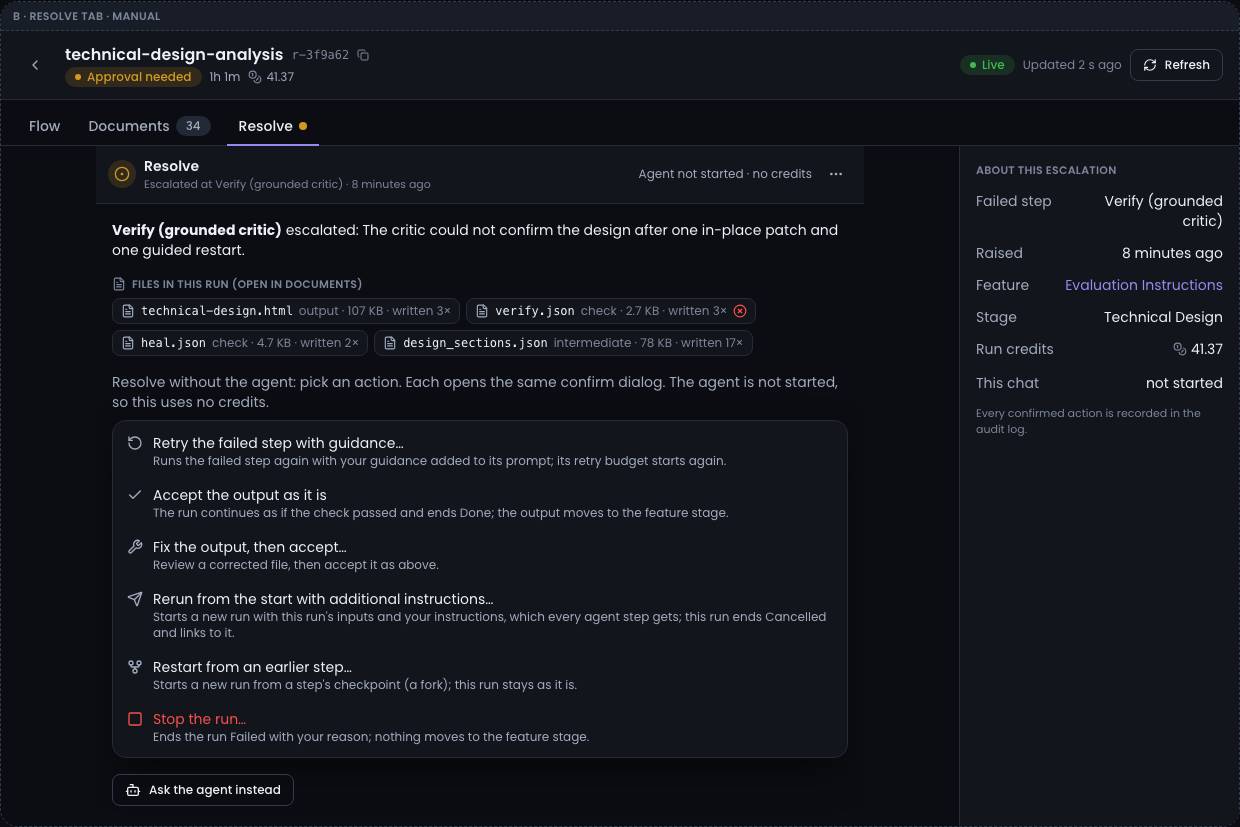 B · RESOLVE TAB · MANUAL
technical-design-analysis r-3f9a62
Approval needed 1h 1m 41.37
Live Updated 2 s ago Refresh
Flow Documents 34 Resolve
Resolve
Escalated at Verify (grounded critic) · 8 minutes ago
Agent not started · no credits
Verify (grounded critic) escalated: The critic could not confirm the design after one in-place patch and
one guided restart.
FILES IN THIS RUN (OPEN IN DOCUMENTS)
technical-design.html output · 107 KB · written 3×
verify.json check · 2.7 KB · written 3×
heal.json check · 4.7 KB · written 2×
design_sections.json intermediate · 78 KB · written 17×
Resolve without the agent: pick an action. Each opens the same confirm dialog. The agent is not started,
so this uses no credits.
Retry the failed step with guidance…
Runs the failed step again with your guidance added to its prompt; its retry budget starts again.
Accept the output as it is
The run continues as if the check passed and ends Done; the output moves to the feature stage.
Fix the output, then accept…
Review a corrected file, then accept it as above.
Rerun from the start with additional instructions…
Starts a new run with this run's inputs and your instructions, which every agent step gets; this run ends Cancelled
and links to it.
Restart from an earlier step…
Starts a new run from a step's checkpoint (a fork); this run stays as it is.
Stop the run…
Ends the run Failed with your reason; nothing moves to the feature stage.
Ask the agent instead
ABOUT THIS ESCALATION
Failed step Verify (grounded
critic)
Raised 8 minutes ago
Feature Evaluation Instructions
Stage Technical Design
Run credits 41.37
This chat not started
Every confirmed action is recorded in the
audit log.